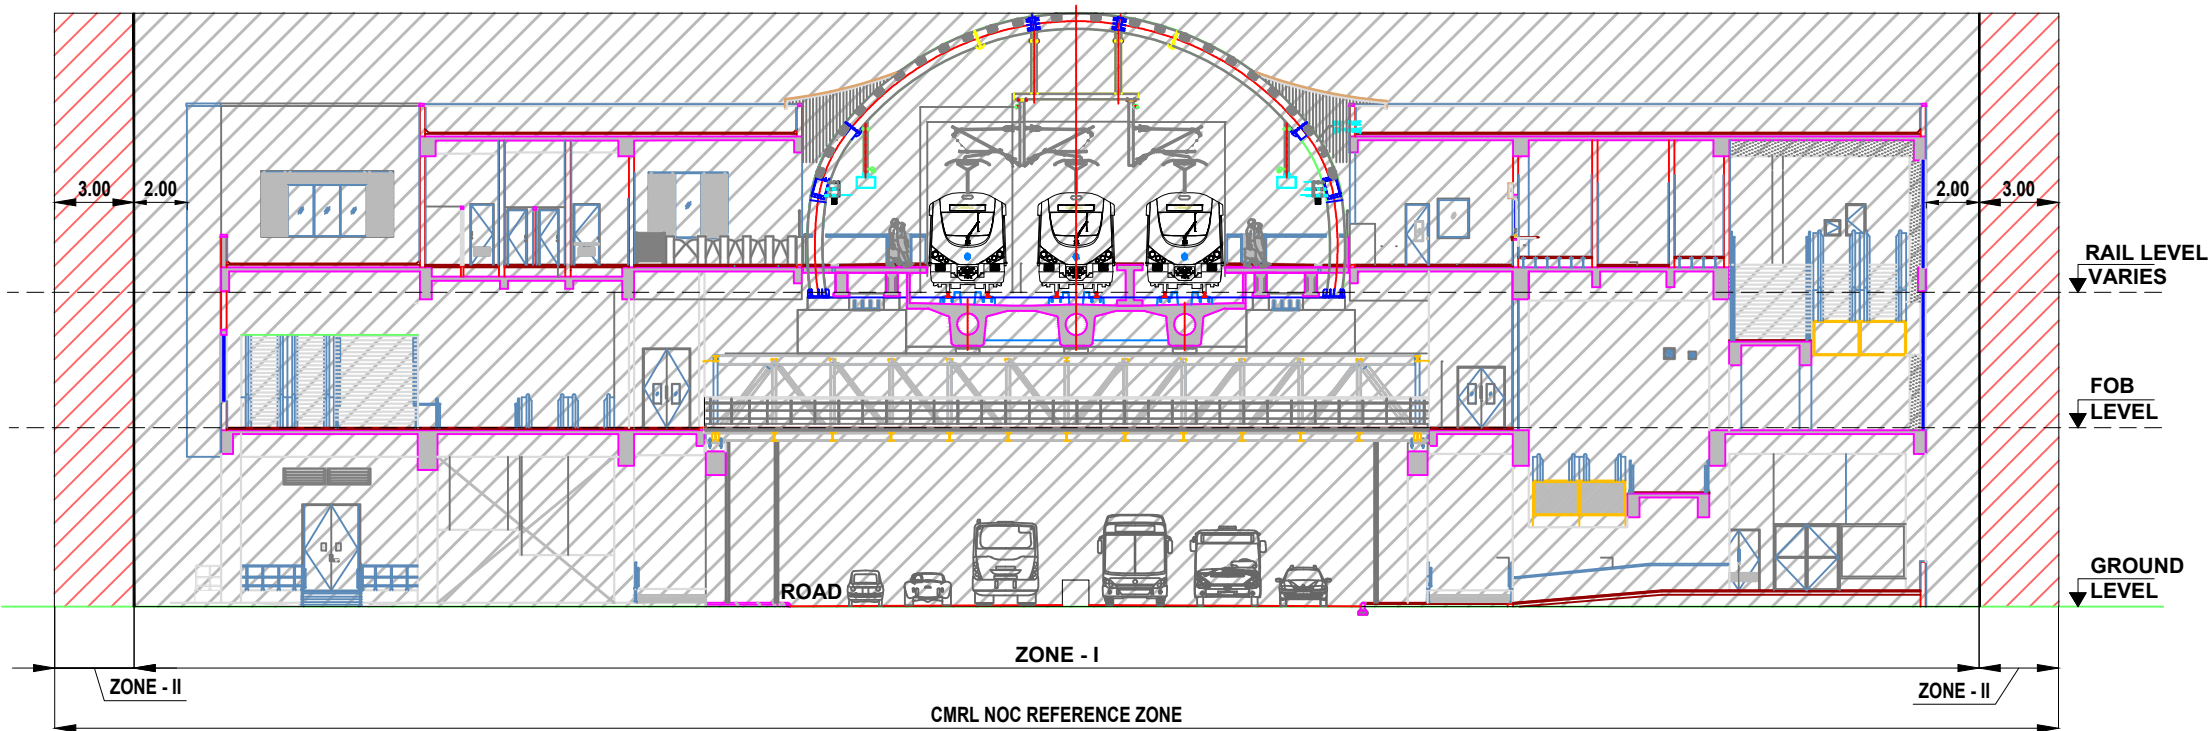 3.00
2.00
2.00
3.00
RAIL LEVEL
VARIES
FOB
LEVEL
GROUND
LEVEL
ROAD
ZONE - I
ZONE - II
ZONE - II
CMRL NOC REFERENCE ZONE